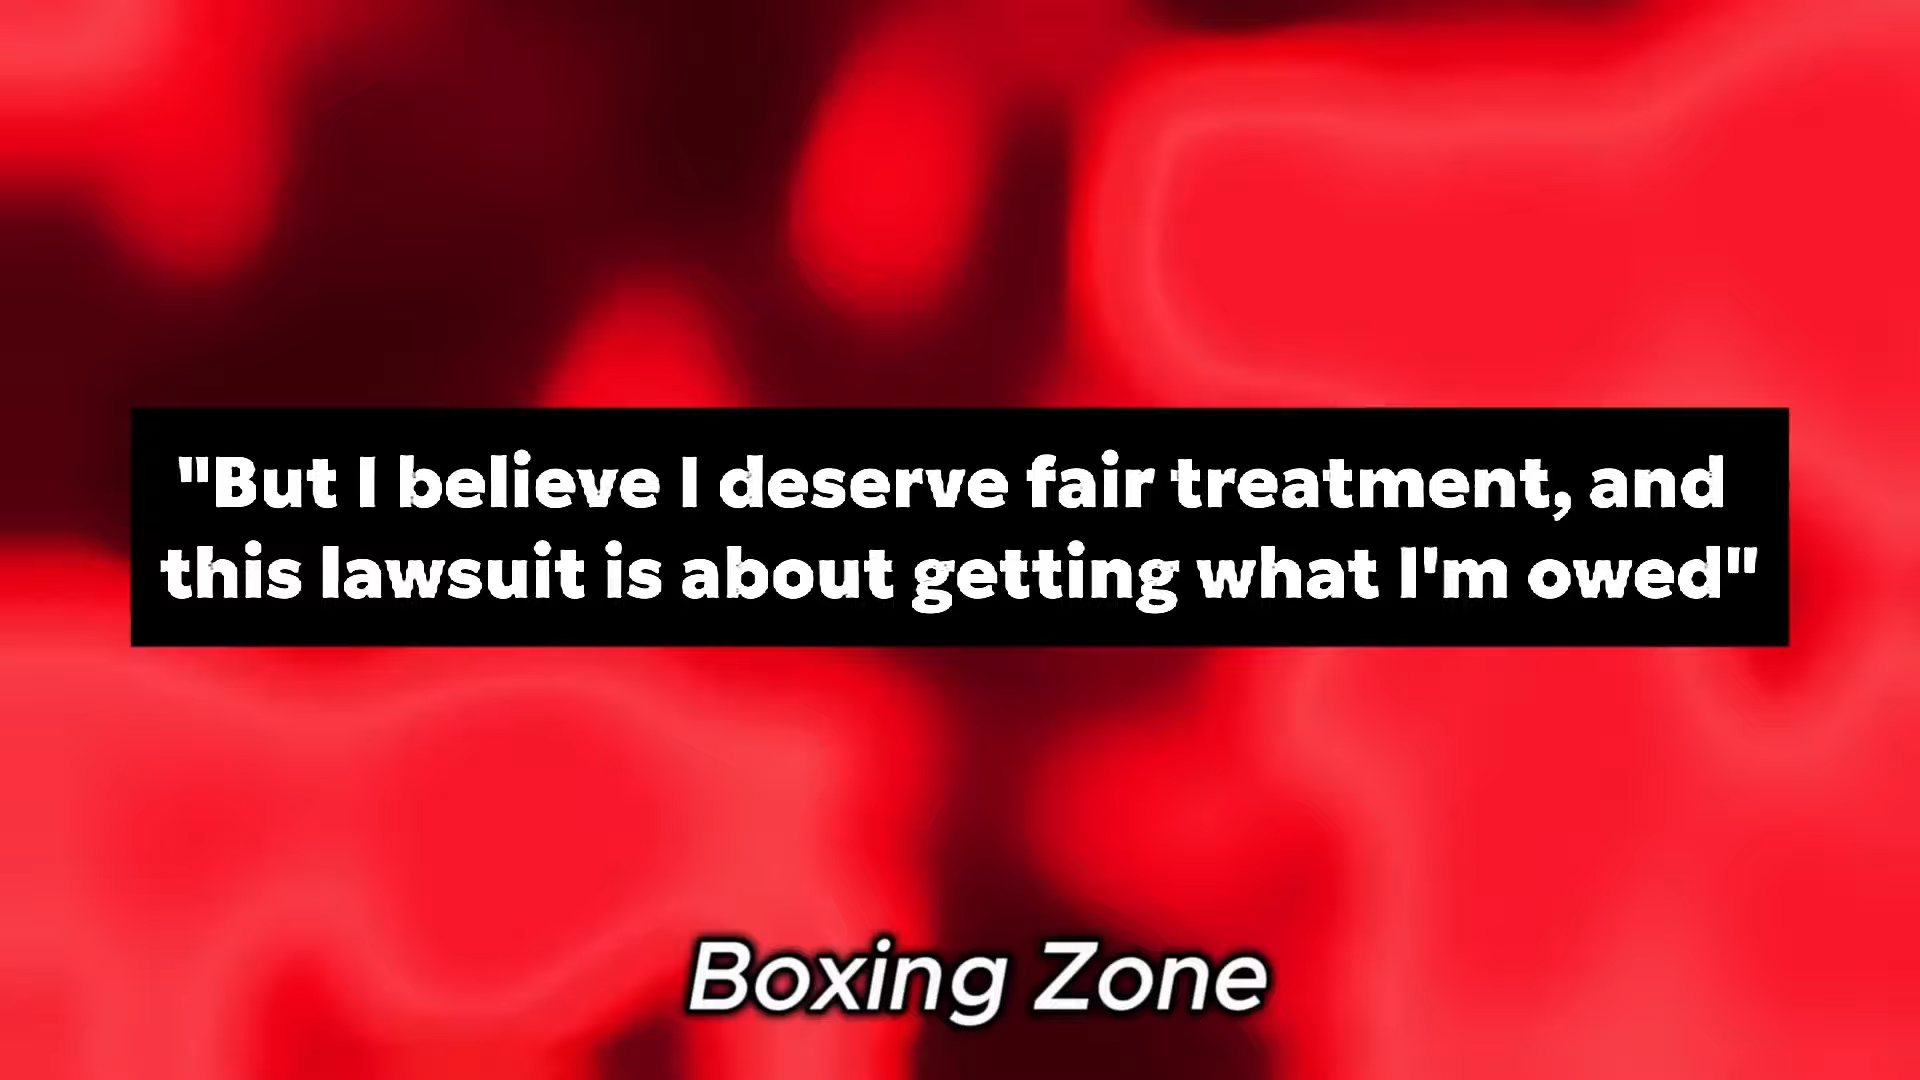 "But I believe I deserve fair treatment, and
this lawsuit is about getting what I'm owed"
Boxing Zone